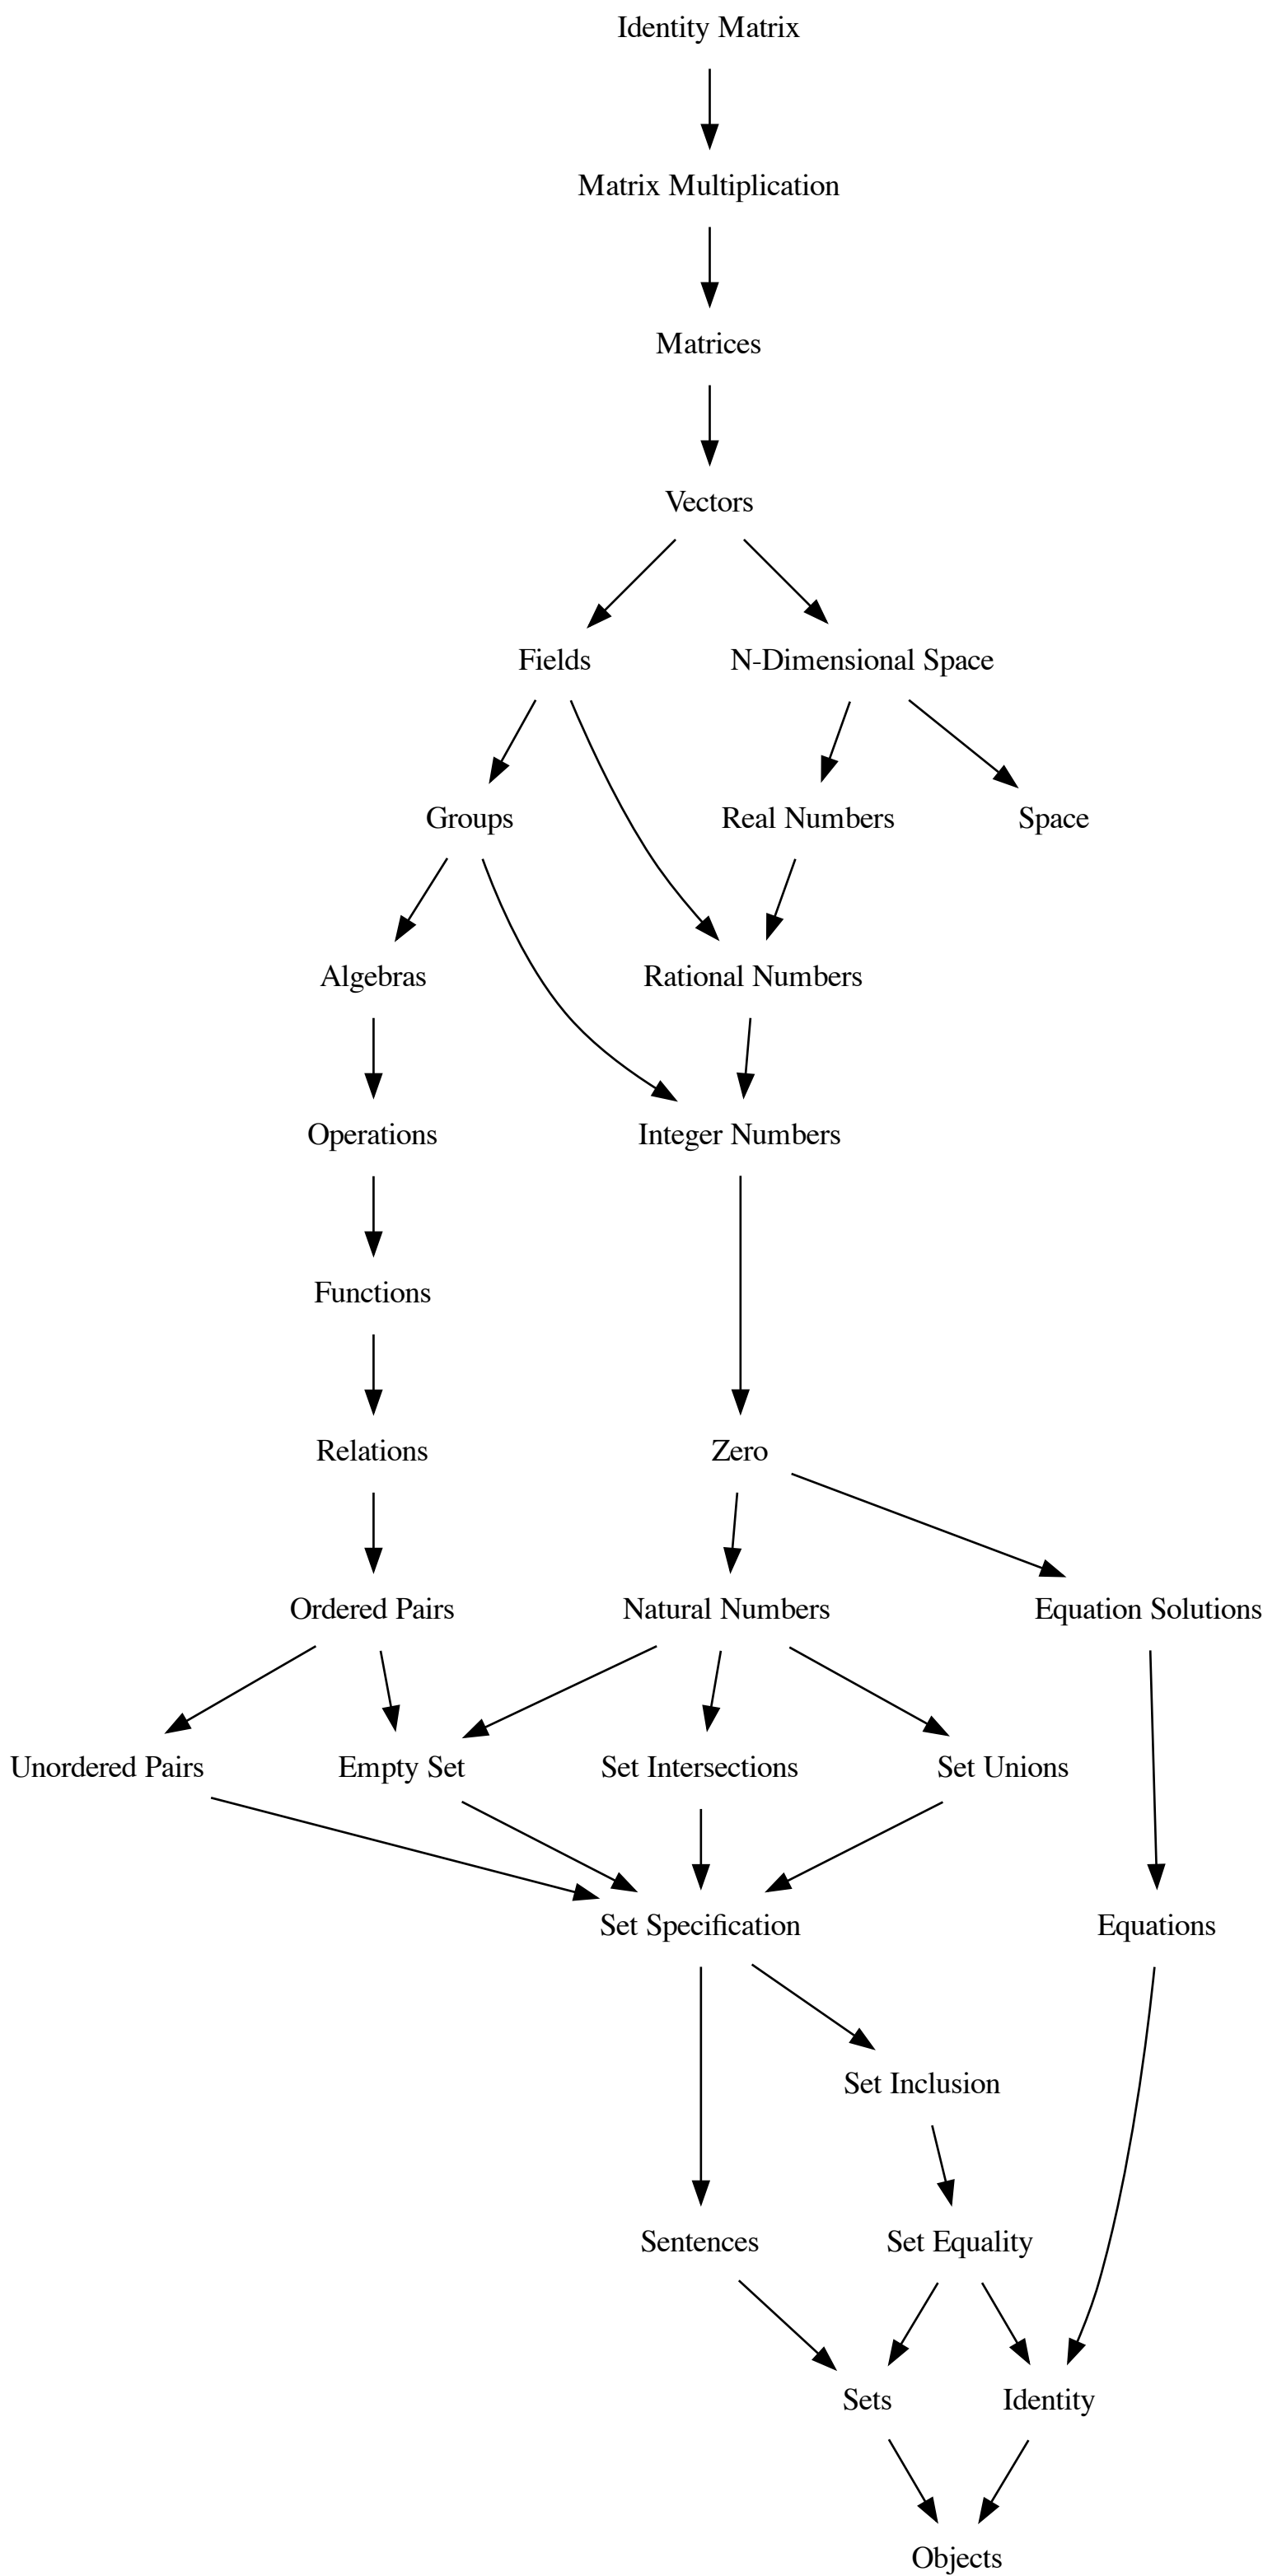 Identity Matrix
Matrix Multiplication
Matrices
Vectors
Fields
N-Dimensional Space
Groups
Real Numbers
Space
Algebras
Rational Numbers
Operations
Integer Numbers
Functions
Relations
Zero
Ordered Pairs
Natural Numbers
Equation Solutions
Unordered Pairs
Empty Set
Set Intersections
Set Unions
Set Specification
Equations
Set Inclusion
Sentences
Set Equality
Sets
Identity
Objects